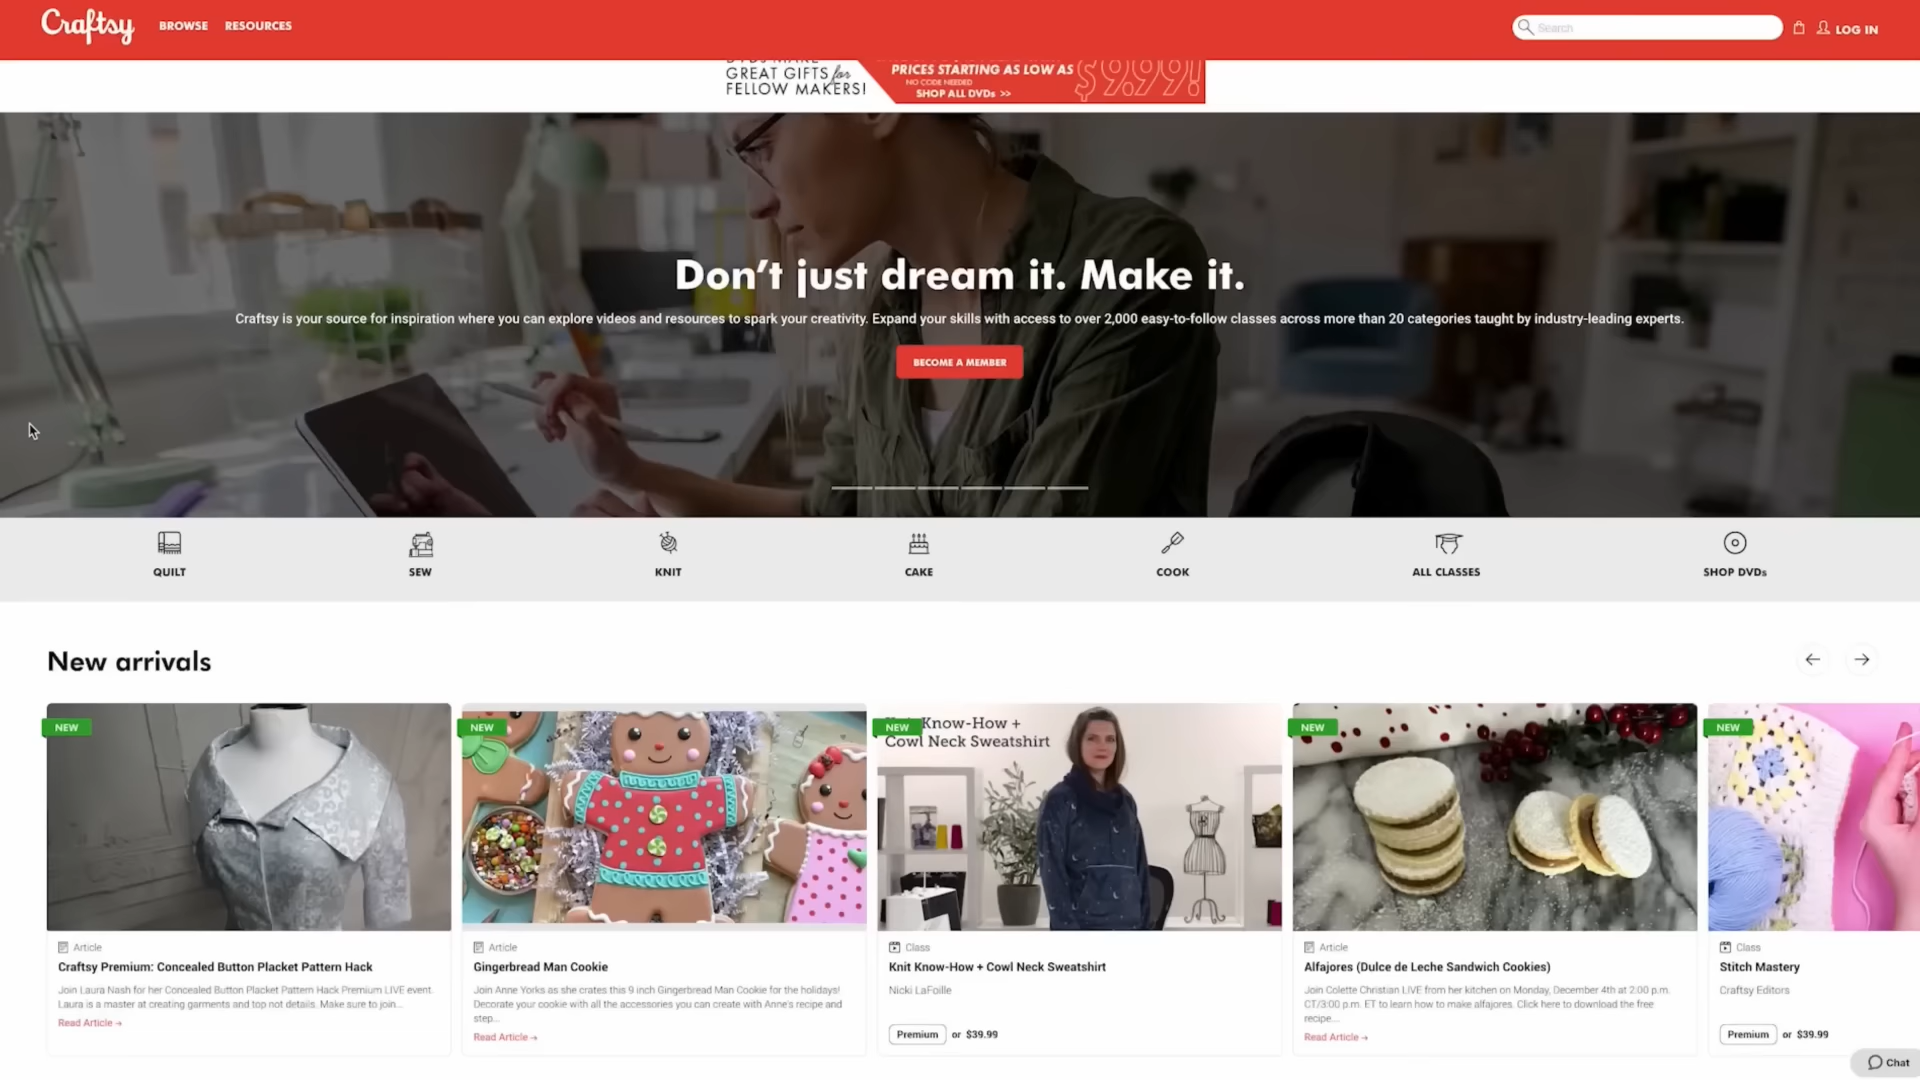 Craftsy
BROWSE
RESOURCES
Search
LOG IN
GREAT GIFTS for
FELLOW MAKERS!
PRICES STARTING AS LOW AS
$9.99!
NO CODE NEEDED
SHOP ALL DVDs >>
Don't just dream it. Make it.
Craftsy is your source for inspiration where you can explore videos and resources to spark your creativity. Expand your skills with access to over 2,000 easy-to-follow classes across more than 20 categories taught by industry-leading experts.
BECOME A MEMBER
QUILT
SEW
KNIT
CAKE
COOK
ALL CLASSES
SHOP DVDs
New arrivals
NEW
Article
Craftsy Premium: Concealed Button Placket Pattern Hack
Join Laura Nash for her Concealed Button Placket Pattern Hack Premium LIVE event.
Laura is a master at creating garments and top not details. Make sure to join...
Read Article →
NEW
Article
Gingerbread Man Cookie
Join Anne Yorks as she crates this 9 inch Gingerbread Man Cookie for the holidays!
Decorate your cookie with all the accessories you can create with Anne's recipe and
step...
Read Article →
NEW
Know-How +
Cowl Neck Sweatshirt
Class
Knit Know-How + Cowl Neck Sweatshirt
Nicki LaFoille
Premium or $39.99
NEW
Article
Alfajores (Dulce de Leche Sandwich Cookies)
Join Colette Christian LIVE from her kitchen on Monday, December 4th at 2:00 p.m.
CT/3:00 p.m. ET to learn how to make alfajores. Click here to download the free
recipe...
Read Article →
NEW
Class
Stitch Mastery
Craftsy Editors
Premium or $39.99
Chat